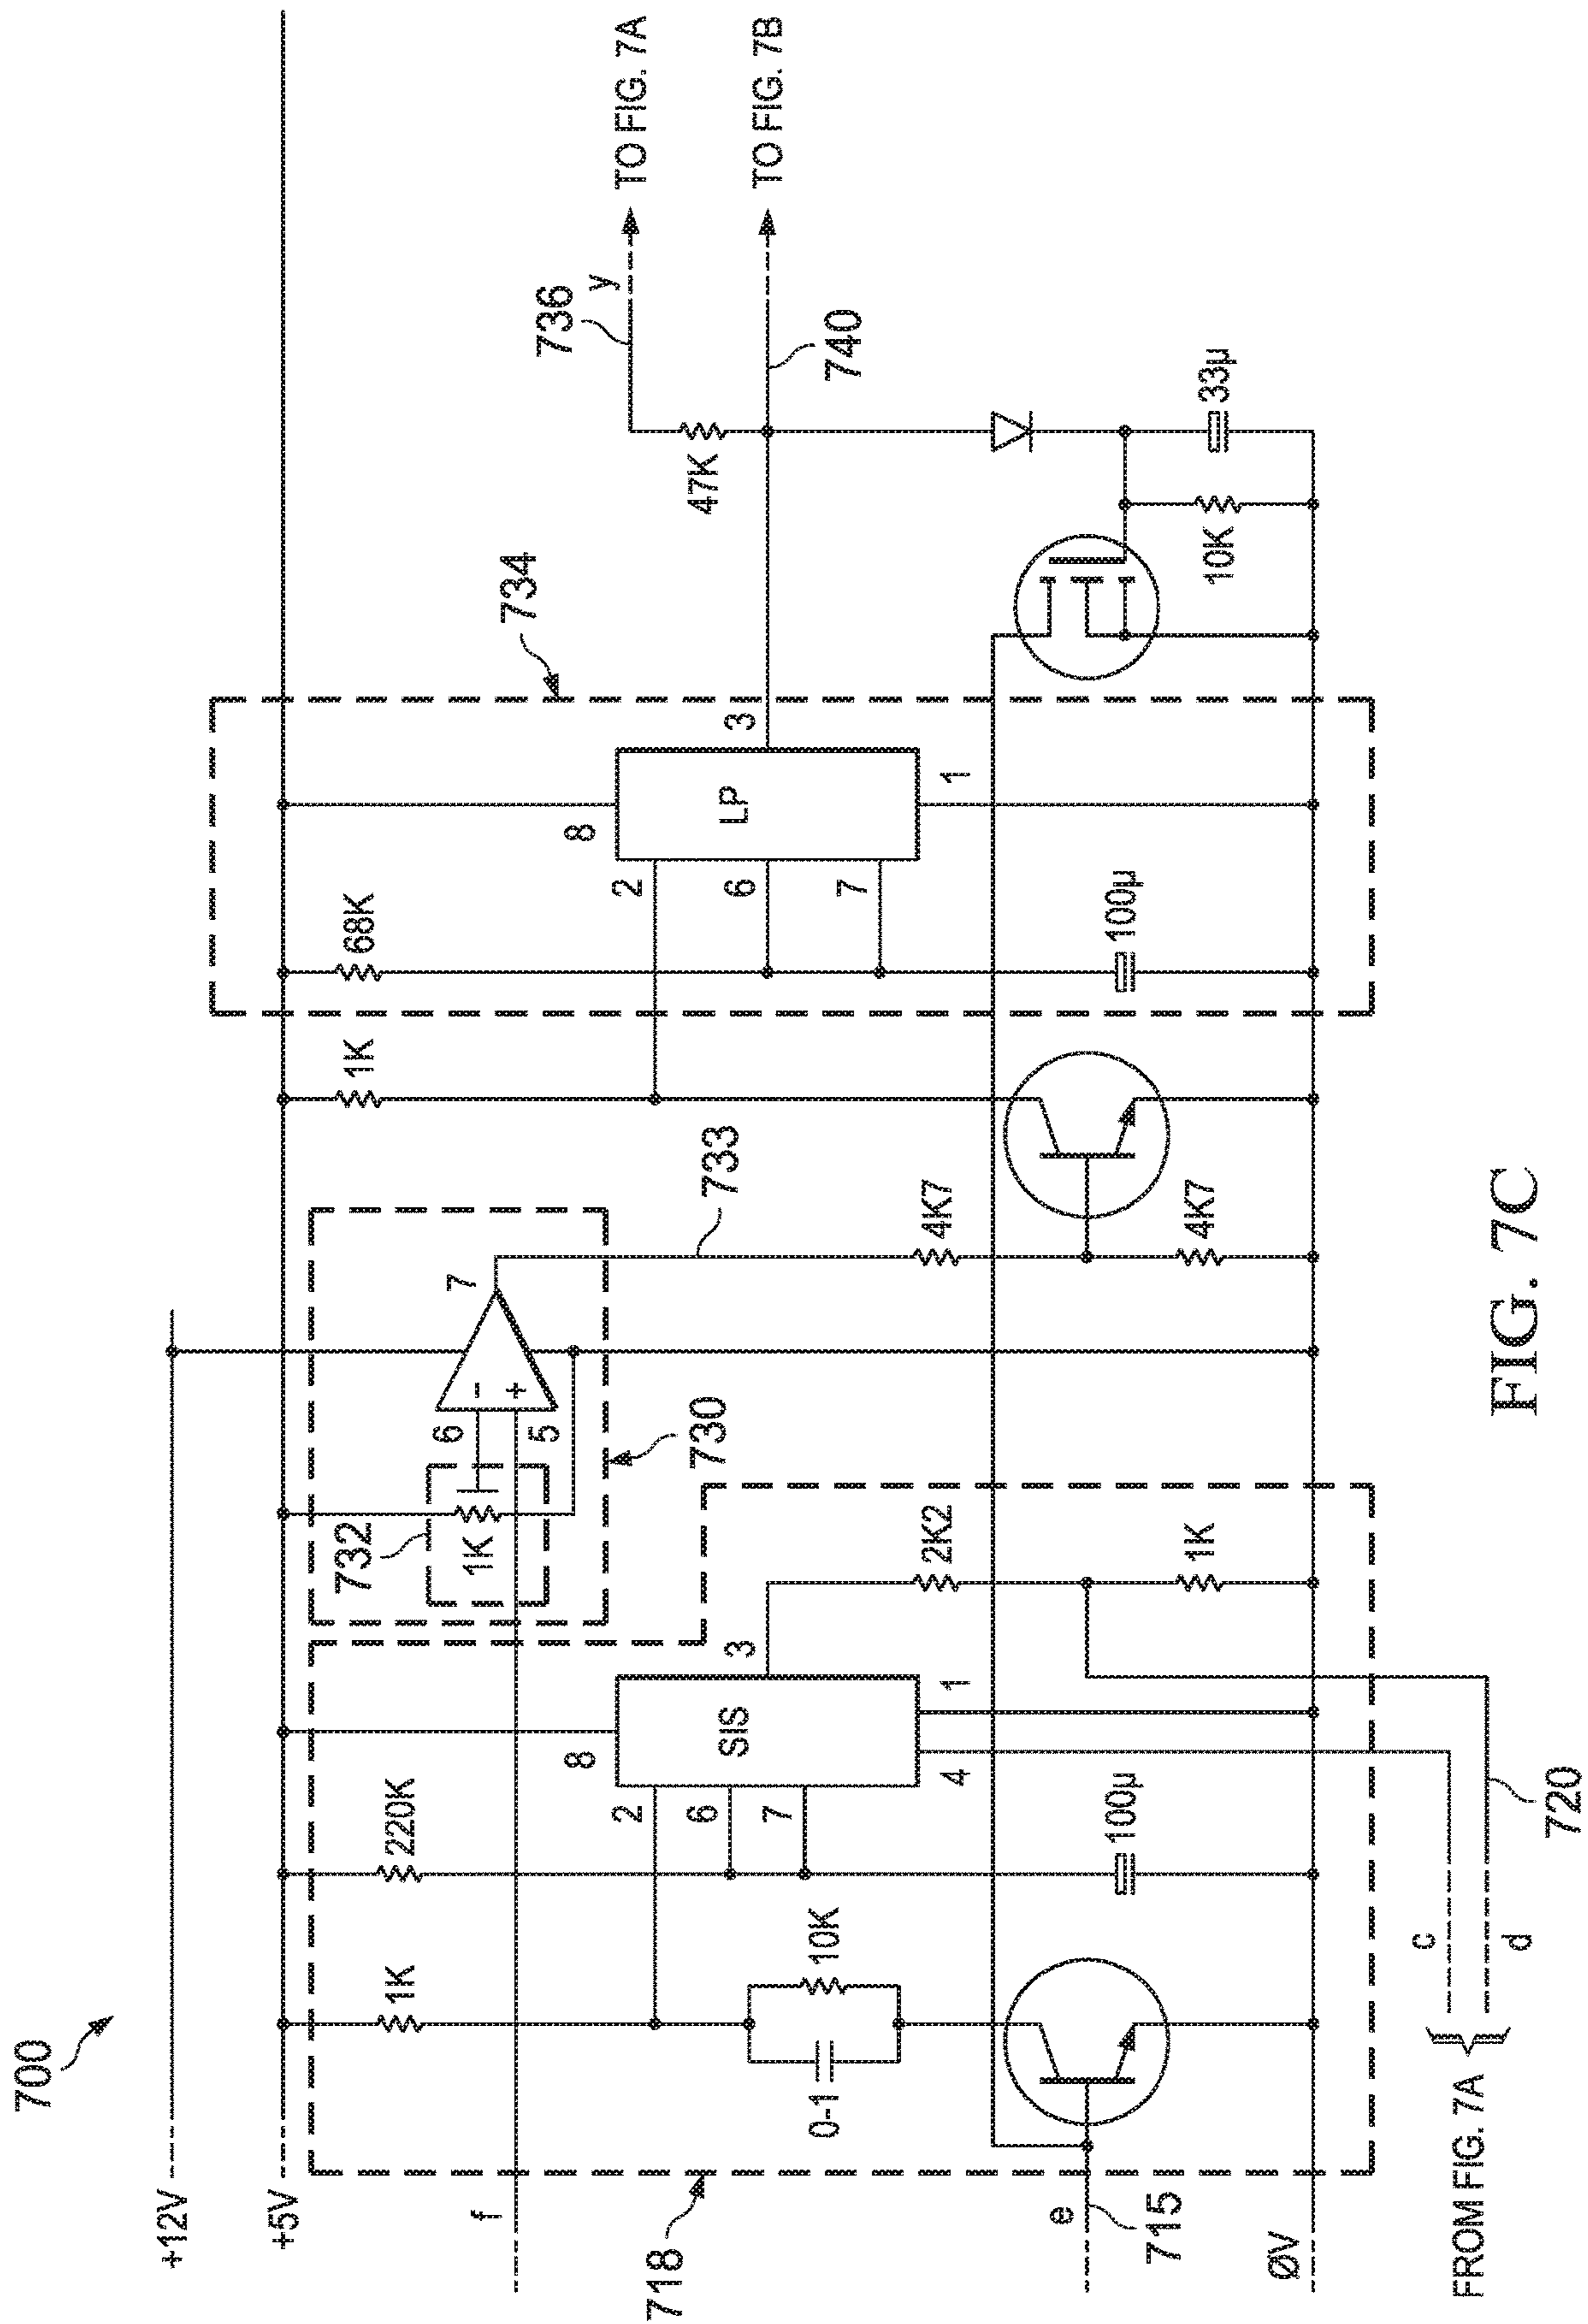 700
+12V
+5V
f
718
e
715
ØV
FROM FIG. 7A
c
d
720
1K
0-1
10K
220K
100µ
2
6
7
8
SIS
3
4
1
2K2
1K
732
1K
730
6
5
-
+
7
733
4K7
4K7
1K
68K
100µ
2
6
7
8
LP
3
1
734
10K
33µ
47K
736
y
740
TO FIG. 7A
TO FIG. 7B
FIG. 7C